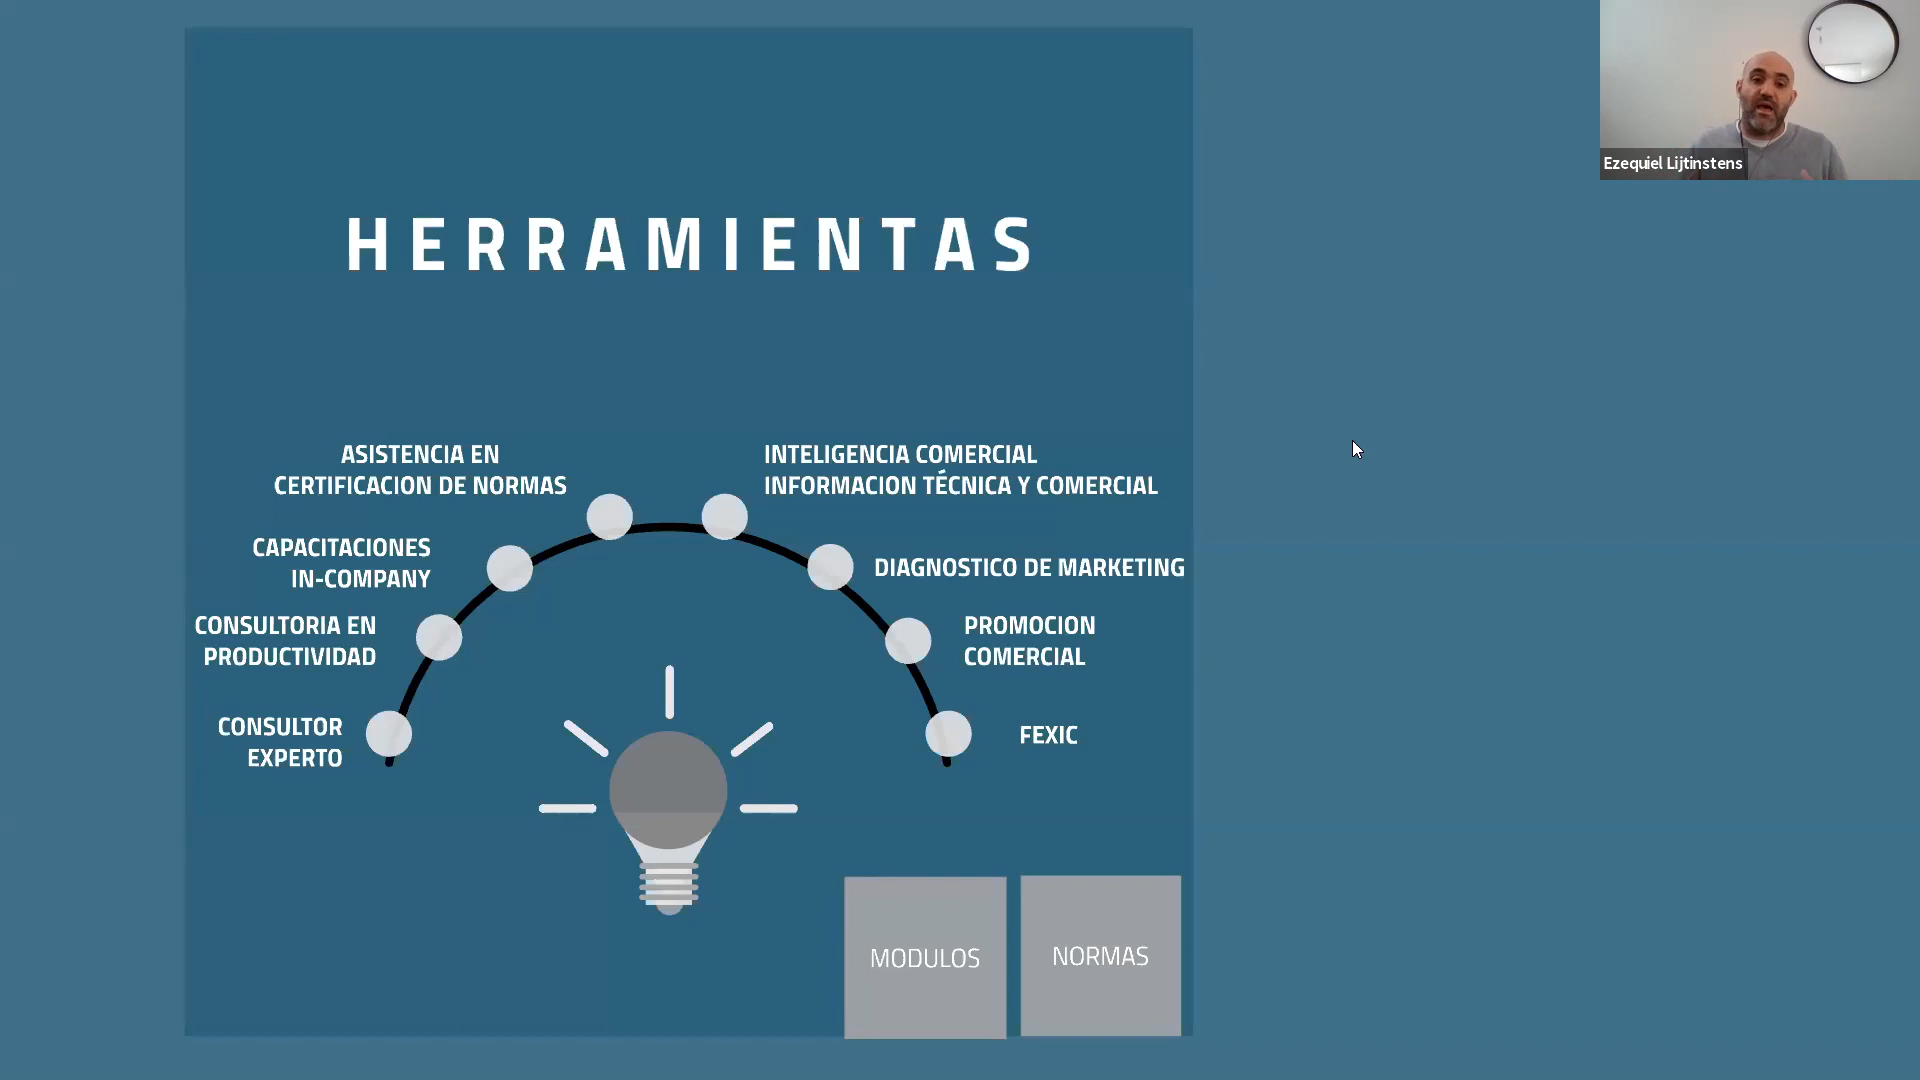 HERRAMIENTAS
ASISTENCIA EN
CERTIFICACION DE NORMAS
INTELIGENCIA COMERCIAL
INFORMACION TÉCNICA Y COMERCIAL
CAPACITACIONES
IN-COMPANY
DIAGNOSTICO DE MARKETING
CONSULTORIA EN
PRODUCTIVIDAD
PROMOCION
COMERCIAL
CONSULTOR
EXPERTO
FEXIC
MODULOS
NORMAS
Ezequiel Lijtinstens